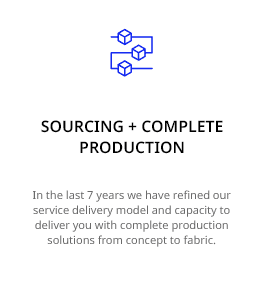 SOURCING + COMPLETE
PRODUCTION
In the last 7 years we have refined our
service delivery model and capacity to
deliver you with complete production
solutions from concept to fabric.